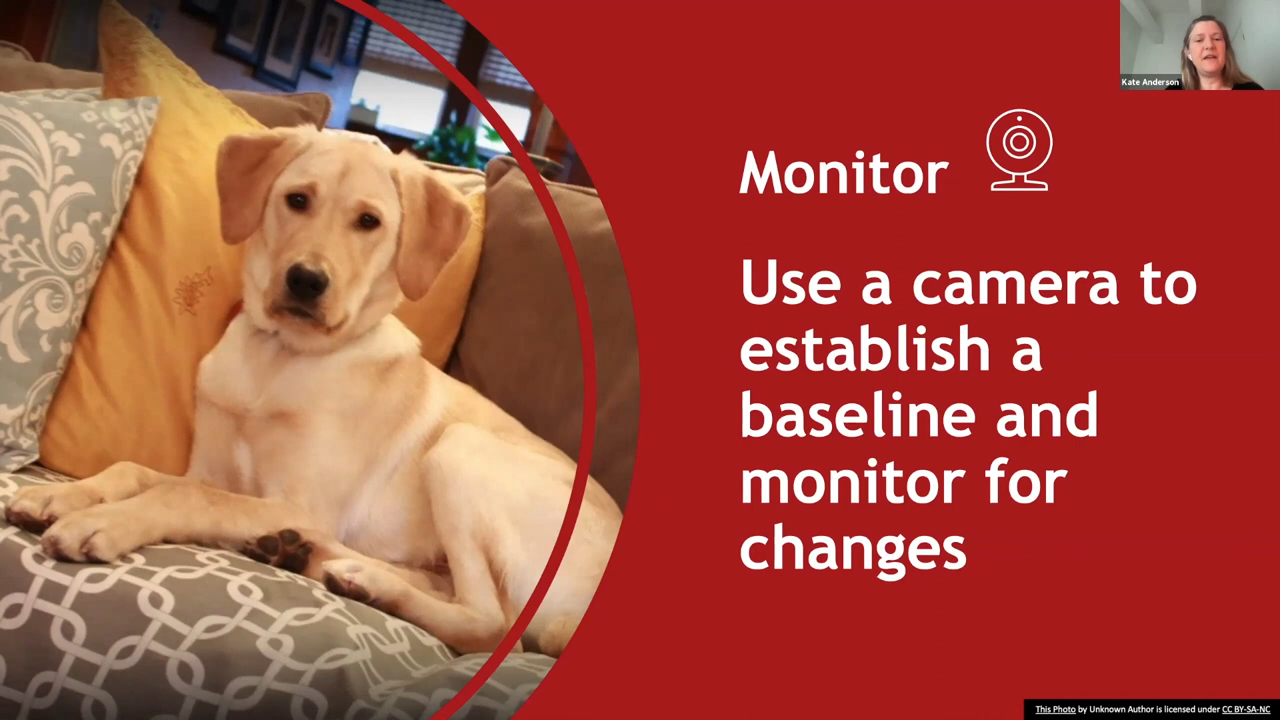 Kate Anderson
Monitor
Use a camera to
establish a
baseline and
monitor for
changes
This Photo by Unknown Author is licensed under CC BY-SA-NC